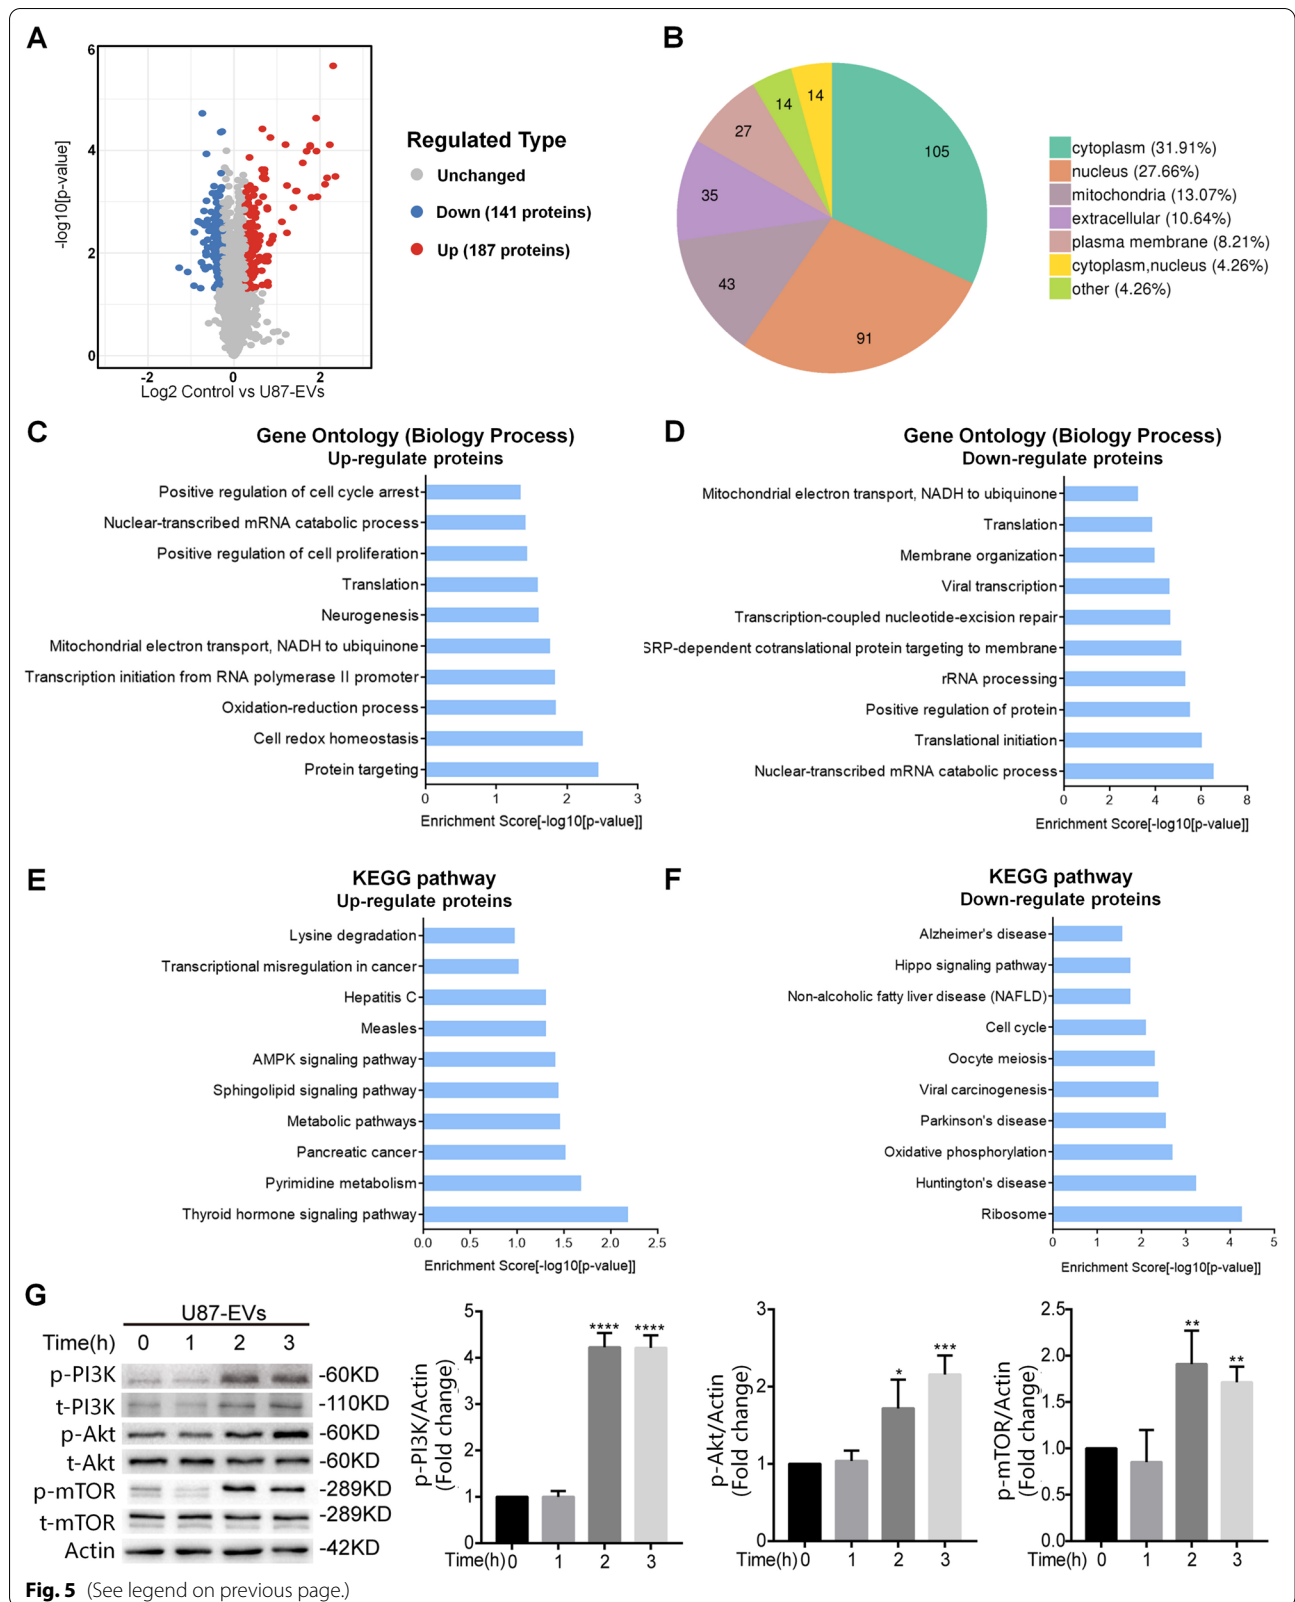 A
6
4
2
0
-log10[p-value]
-2 0 2
Log2 Control vs U87-EVs
Regulated Type
Unchanged
Down (141 proteins)
Up (187 proteins)
B
105
91
43
35
27
14
14
cytoplasm (31.91%)
nucleus (27.66%)
mitochondria (13.07%)
extracellular (10.64%)
plasma membrane (8.21%)
cytoplasm,nucleus (4.26%)
other (4.26%)
C
Gene Ontology (Biology Process)
Up-regulate proteins
Positive regulation of cell cycle arrest
Nuclear-transcribed mRNA catabolic process
Positive regulation of cell proliferation
Translation
Neurogenesis
Mitochondrial electron transport, NADH to ubiquinone
Transcription initiation from RNA polymerase II promoter
Oxidation-reduction process
Cell redox homeostasis
Protein targeting
0 1 2 3
Enrichment Score[-log10[p-value]]
D
Gene Ontology (Biology Process)
Down-regulate proteins
Mitochondrial electron transport, NADH to ubiquinone
Translation
Membrane organization
Viral transcription
Transcription-coupled nucleotide-excision repair
SRP-dependent cotranslational protein targeting to membrane
rRNA processing
Positive regulation of protein
Translational initiation
Nuclear-transcribed mRNA catabolic process
0 2 4 6 8
Enrichment Score[-log10[p-value]]
E
KEGG pathway
Up-regulate proteins
Lysine degradation
Transcriptional misregulation in cancer
Hepatitis C
Measles
AMPK signaling pathway
Sphingolipid signaling pathway
Metabolic pathways
Pancreatic cancer
Pyrimidine metabolism
Thyroid hormone signaling pathway
0.0 0.5 1.0 1.5 2.0 2.5
Enrichment Score[-log10[p-value]]
F
KEGG pathway
Down-regulate proteins
Alzheimer's disease
Hippo signaling pathway
Non-alcoholic fatty liver disease (NAFLD)
Cell cycle
Oocyte meiosis
Viral carcinogenesis
Parkinson's disease
Oxidative phosphorylation
Huntington's disease
Ribosome
0 1 2 3 4 5
Enrichment Score[-log10[p-value]]
G
U87-EVs
Time(h) 0 1 2 3
p-PI3K -60KD
t-PI3K -110KD
p-Akt -60KD
t-Akt -60KD
p-mTOR -289KD
t-mTOR -289KD
Actin -42KD
p-PI3K/Actin
(Fold change)
5
4
3
2
1
0
**** ****
Time(h) 0 1 2 3
p-Akt/Actin
(Fold change)
3
2
1
0
* ***
Time(h) 0 1 2 3
p-mTOR/Actin
(Fold change)
2.5
2.0
1.5
1.0
0.5
0.0
** **
Time(h) 0 1 2 3
Fig. 5 (See legend on previous page.)